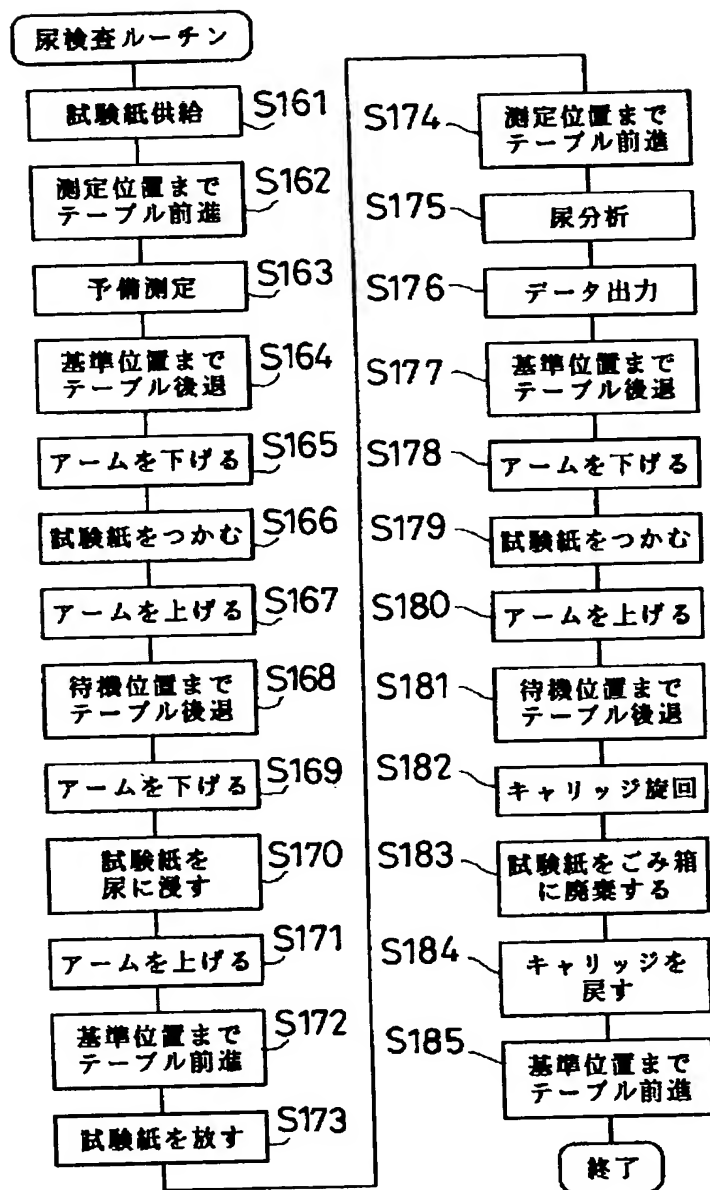 尿検査ルーチン
試験紙供給
S161
測定位置まで
テーブル前進
S162
予備測定
S163
基準位置まで
テーブル後退
S164
アームを下げる
S165
試験紙をつかむ
S166
アームを上げる
S167
待機位置まで
テーブル後退
S168
アームを下げる
S169
試験紙を
尿に浸す
S170
アームを上げる
S171
基準位置まで
テーブル前進
S172
試験紙を放す
S173
S174
測定位置まで
テーブル前進
S175
尿分析
S176
データ出力
S177
基準位置まで
テーブル後退
S178
アームを下げる
S179
試験紙をつかむ
S180
アームを上げる
S181
待機位置まで
テーブル後退
S182
キャリッジ旋回
S183
試験紙をごみ箱
に廃棄する
S184
キャリッジを
戻す
S185
基準位置まで
テーブル前進
終了